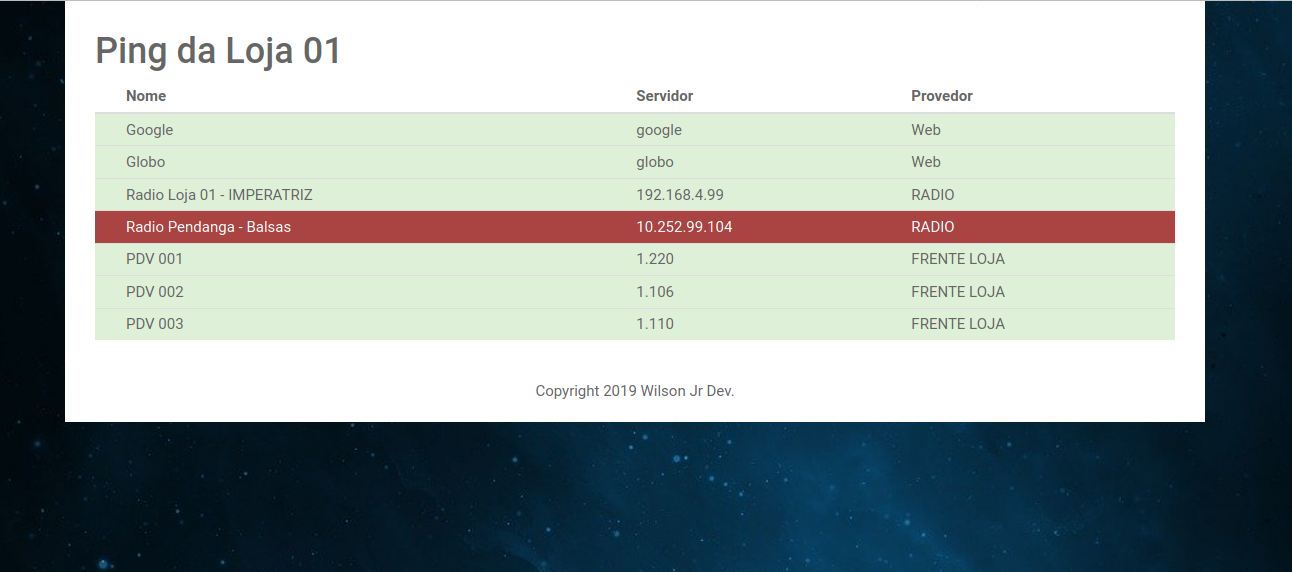 Ping da Loja 01
Nome Servidor Provedor
Google google Web
Globo globo Web
Radio Loja 01 - IMPERATRIZ 192.168.4.99 RADIO
Radio Pendanga - Balsas 10.252.99.104 RADIO
PDV 001 1.220 FRENTE LOJA
PDV 002 1.106 FRENTE LOJA
PDV 003 1.110 FRENTE LOJA
Copyright 2019 Wilson Jr Dev.